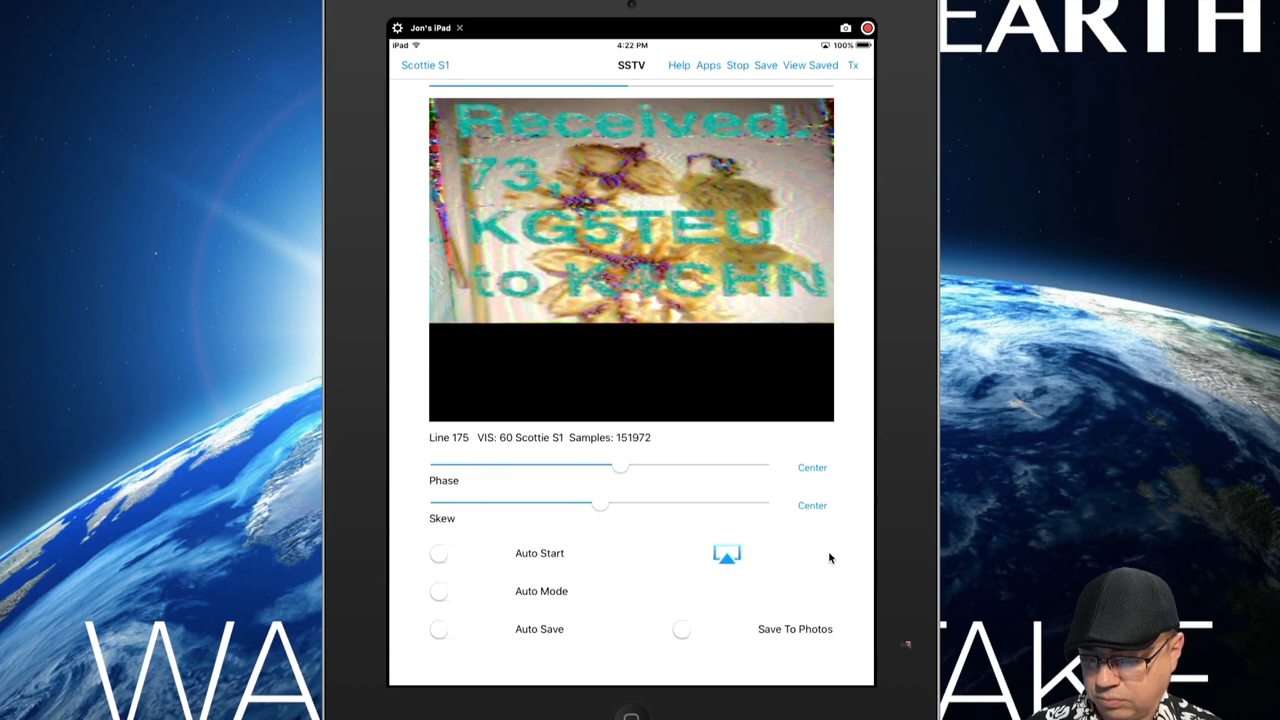 EARTH
Jon's iPad
iPad
4:22 PM
100%
Scottie S1
SSTV
Help Apps Stop Save View Saved Tx
Received.
73,
KG5TEU
to K4CHN
Line 175 VIS: 60 Scottie S1 Samples: 151972
Center
Phase
Center
Skew
Auto Start
Auto Mode
Auto Save
Save To Photos
WA
AKE